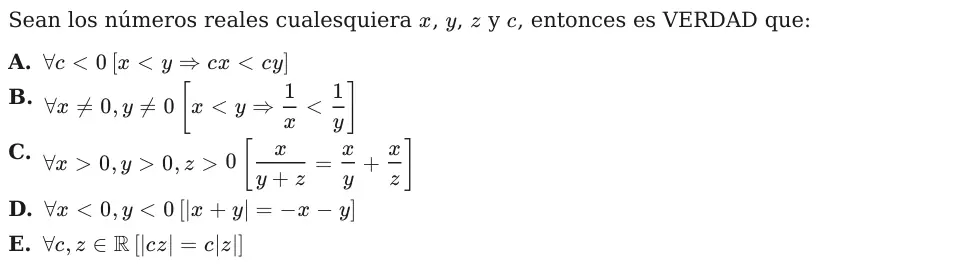 Sean los números reales cualesquiera x, y, z y c, entonces es VERDAD que:
A. ∀c < 0 [x < y ⇒ cx < cy]
B. ∀x ≠ 0, y ≠ 0 [x < y ⇒ 1/x < 1/y]
C. ∀x > 0, y > 0, z > 0 [x/(y + z) = x/y + x/z]
D. ∀x < 0, y < 0 [|x + y| = −x − y]
E. ∀c, z ∈ ℝ [|cz| = c|z|]